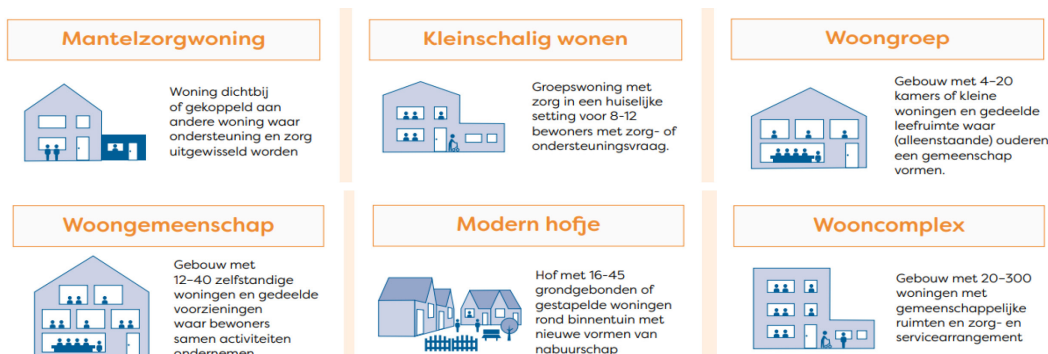 Mantelzorgwoning
Woning dichtbij
of gekoppeld aan
andere woning waar
ondersteuning en zorg
uitgewisseld worden
Kleinschalig wonen
Groepswoning met
zorg in een huiselijke
setting voor 8-12
bewoners met zorg- of
ondersteuningsvraag.
Woongroep
Gebouw met 4–20
kamers of kleine
woningen en gedeelde
leefruimte waar
(alleenstaande) ouderen
een gemeenschap
vormen.
Woongemeenschap
Gebouw met
12–40 zelfstandige
woningen en gedeelde
voorzieningen
waar bewoners
samen activiteiten
ondernemen
Modern hofje
Hof met 16-45
grondgebonden of
gestapelde woningen
rond binnentuin met
nieuwe vormen van
nabuurschap
Wooncomplex
Gebouw met 20–300
woningen met
gemeenschappelijke
ruimten en zorg- en
servicearrangement